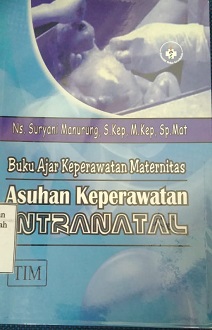 Ns. Suryani Manurung, S.Kep, M.Kep, Sp.Mat
Buku Ajar Keperawatan Maternitas
Asuhan Keperawatan
INTRANATAL
TIM